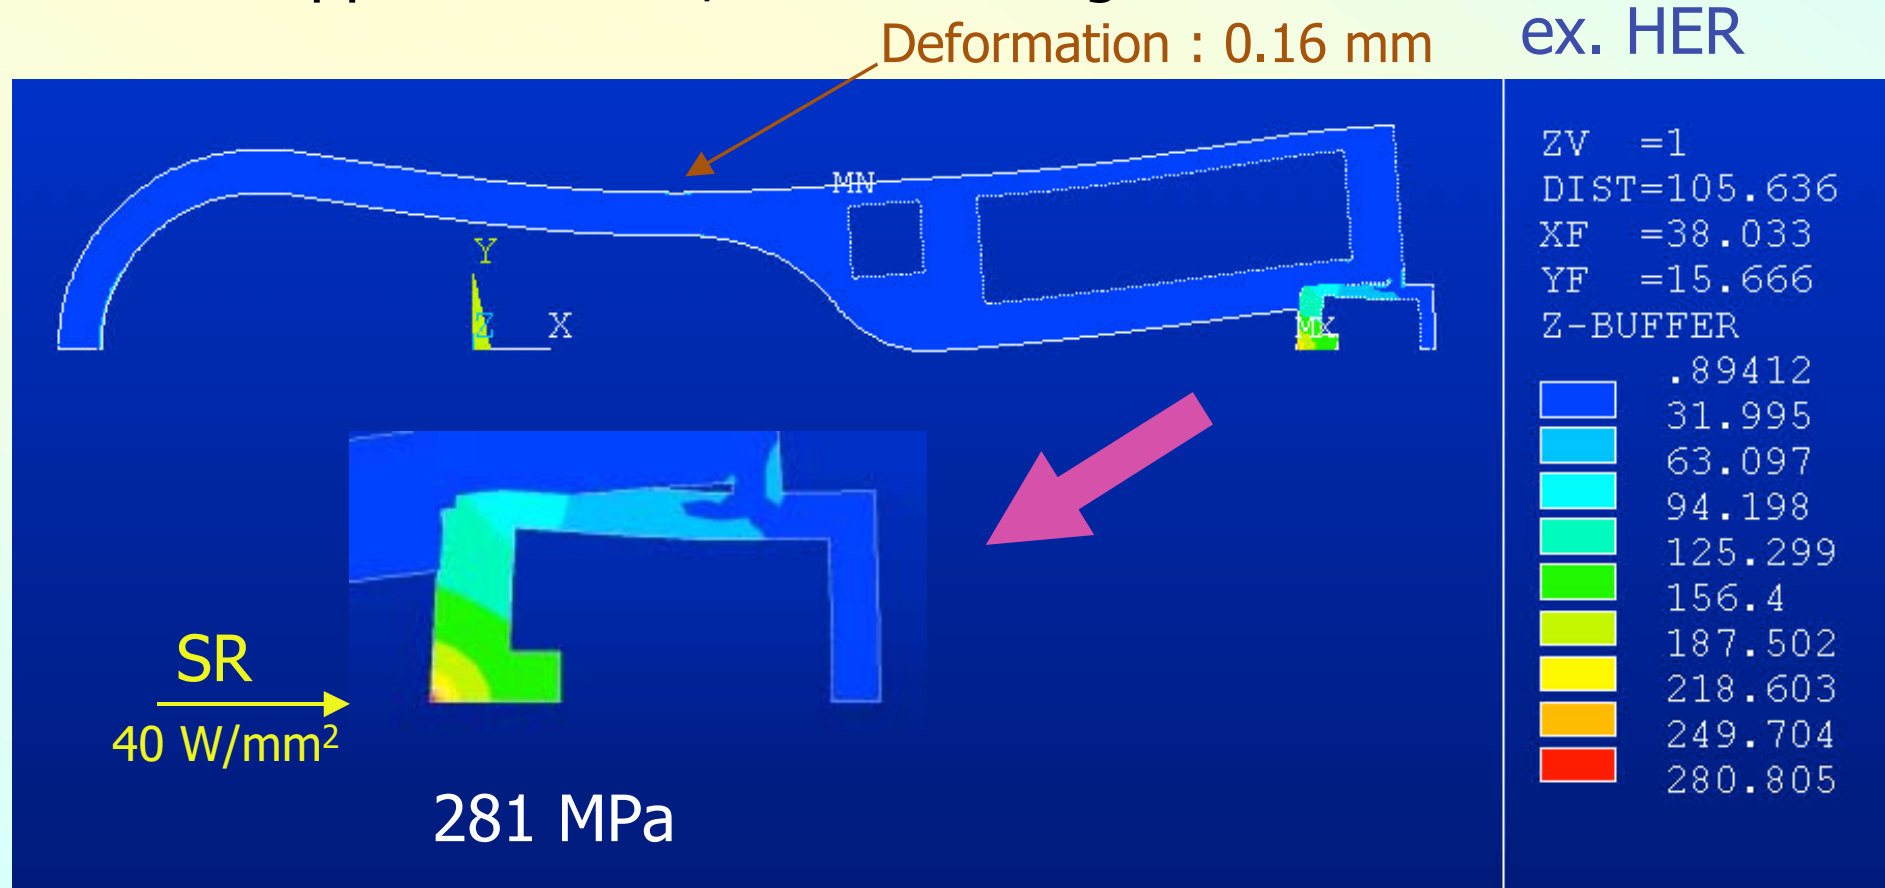 Deformation : 0.16 mm
ex. HER
MN
Y
Z X
MX
ZV =1
DIST=105.636
XF =38.033
YF =15.666
Z-BUFFER
.89412
31.995
63.097
94.198
125.299
156.4
187.502
218.603
249.704
280.805
SR
40 W/mm²
281 MPa